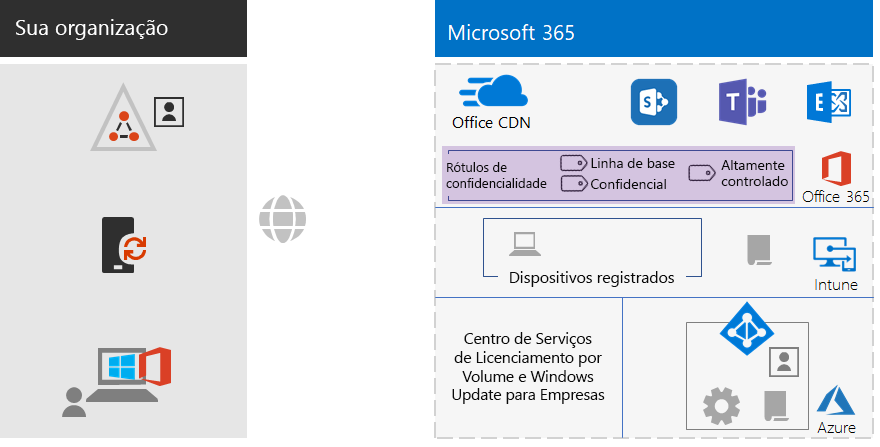 Sua organização
Microsoft 365
Office CDN
Rótulos de
confidencialidade
Linha de base
Confidencial
Altamente
controlado
Office 365
Dispositivos registrados
Intune
Centro de Serviços
de Licenciamento por
Volume e Windows
Update para Empresas
Azure